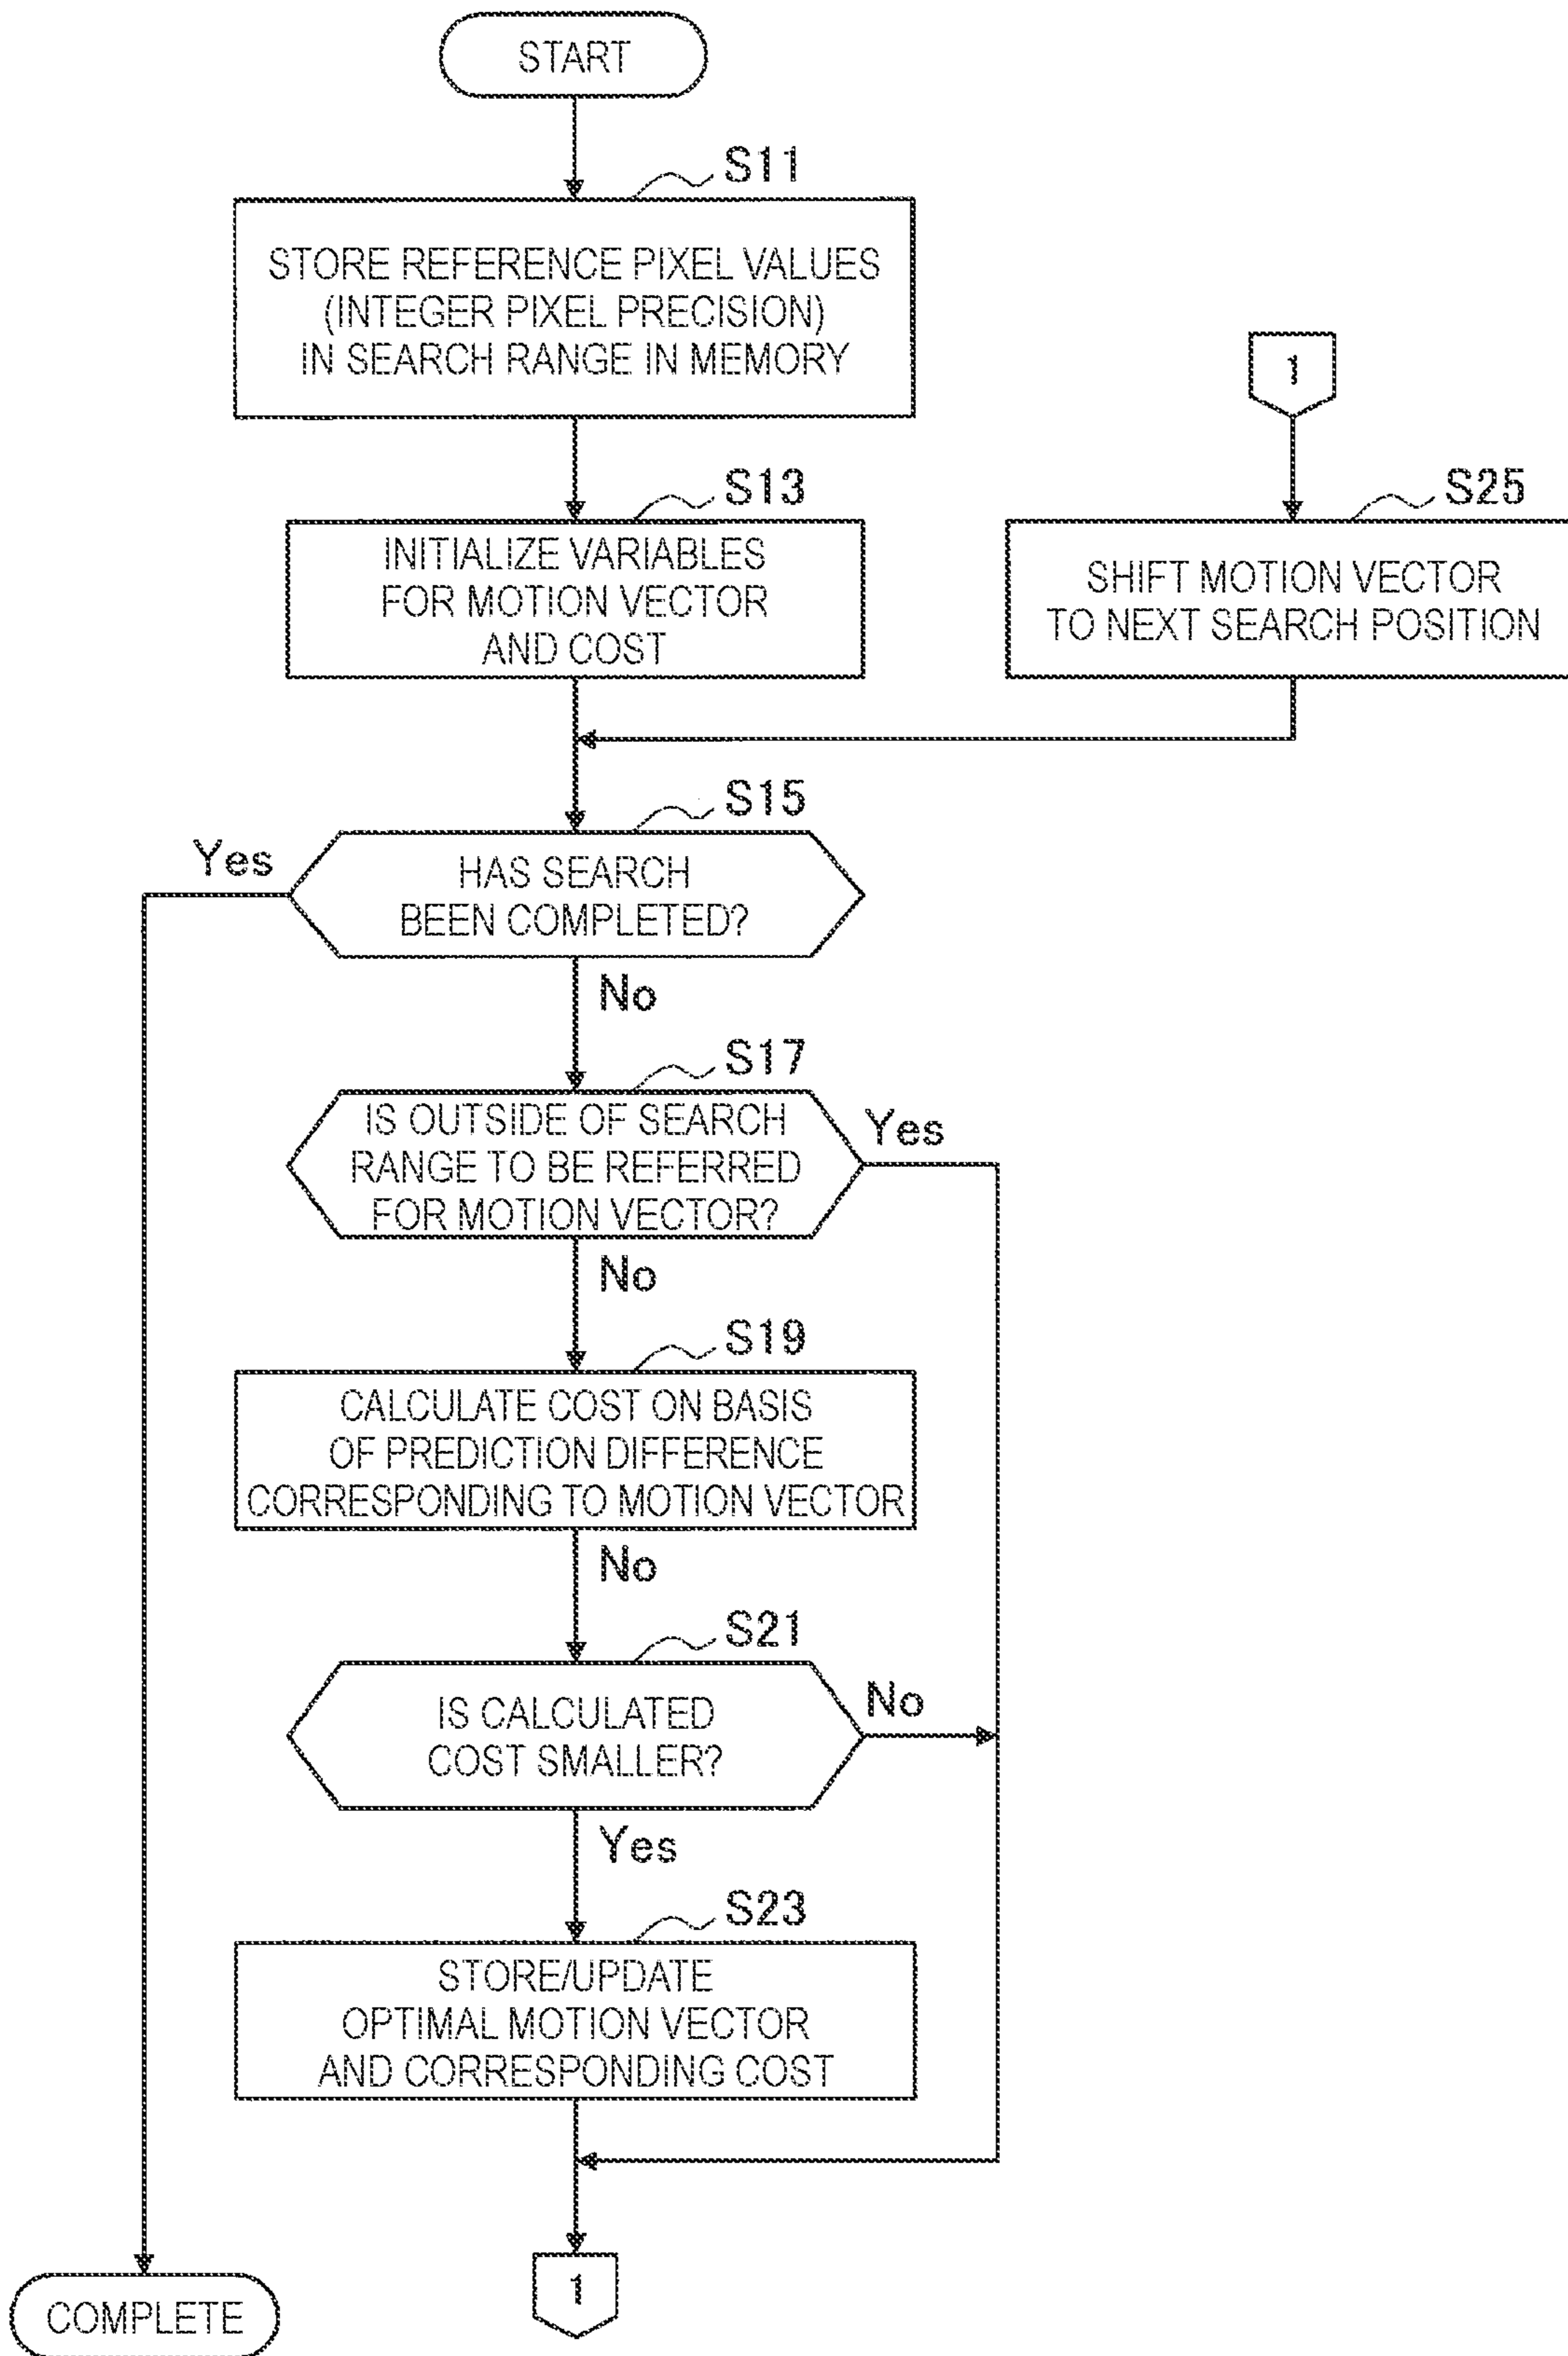 START
S11
STORE REFERENCE PIXEL VALUES
(INTEGER PIXEL PRECISION)
IN SEARCH RANGE IN MEMORY
1
S13
INITIALIZE VARIABLES
FOR MOTION VECTOR
AND COST
S25
SHIFT MOTION VECTOR
TO NEXT SEARCH POSITION
S15
Yes
HAS SEARCH
BEEN COMPLETED?
No
S17
IS OUTSIDE OF SEARCH
RANGE TO BE REFERRED
FOR MOTION VECTOR?
Yes
No
S19
CALCULATE COST ON BASIS
OF PREDICTION DIFFERENCE
CORRESPONDING TO MOTION VECTOR
No
S21
IS CALCULATED
COST SMALLER?
No
Yes
S23
STORE/UPDATE
OPTIMAL MOTION VECTOR
AND CORRESPONDING COST
1
COMPLETE